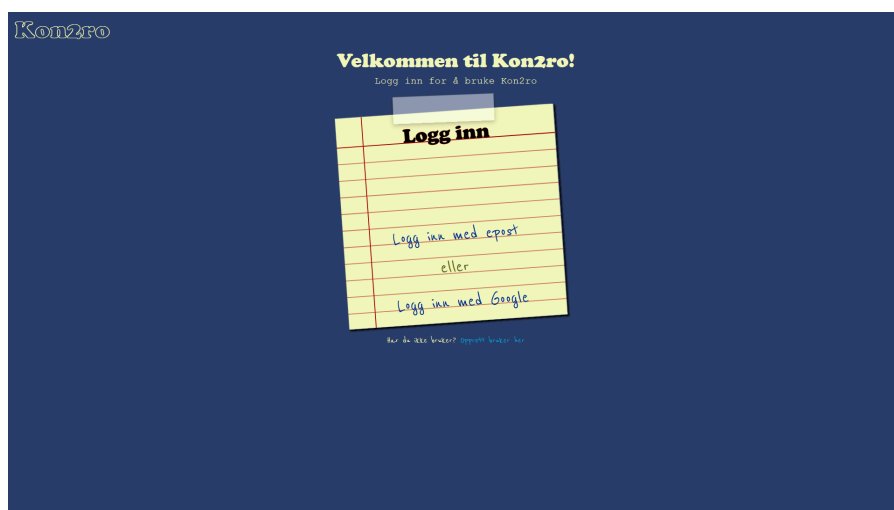 Kon2ro
Velkommen til Kon2ro!
Logg inn for å bruke Kon2ro
Logg inn
Logg inn med epost
eller
Logg inn med Google
Har du ikke bruker? Opprett bruker her